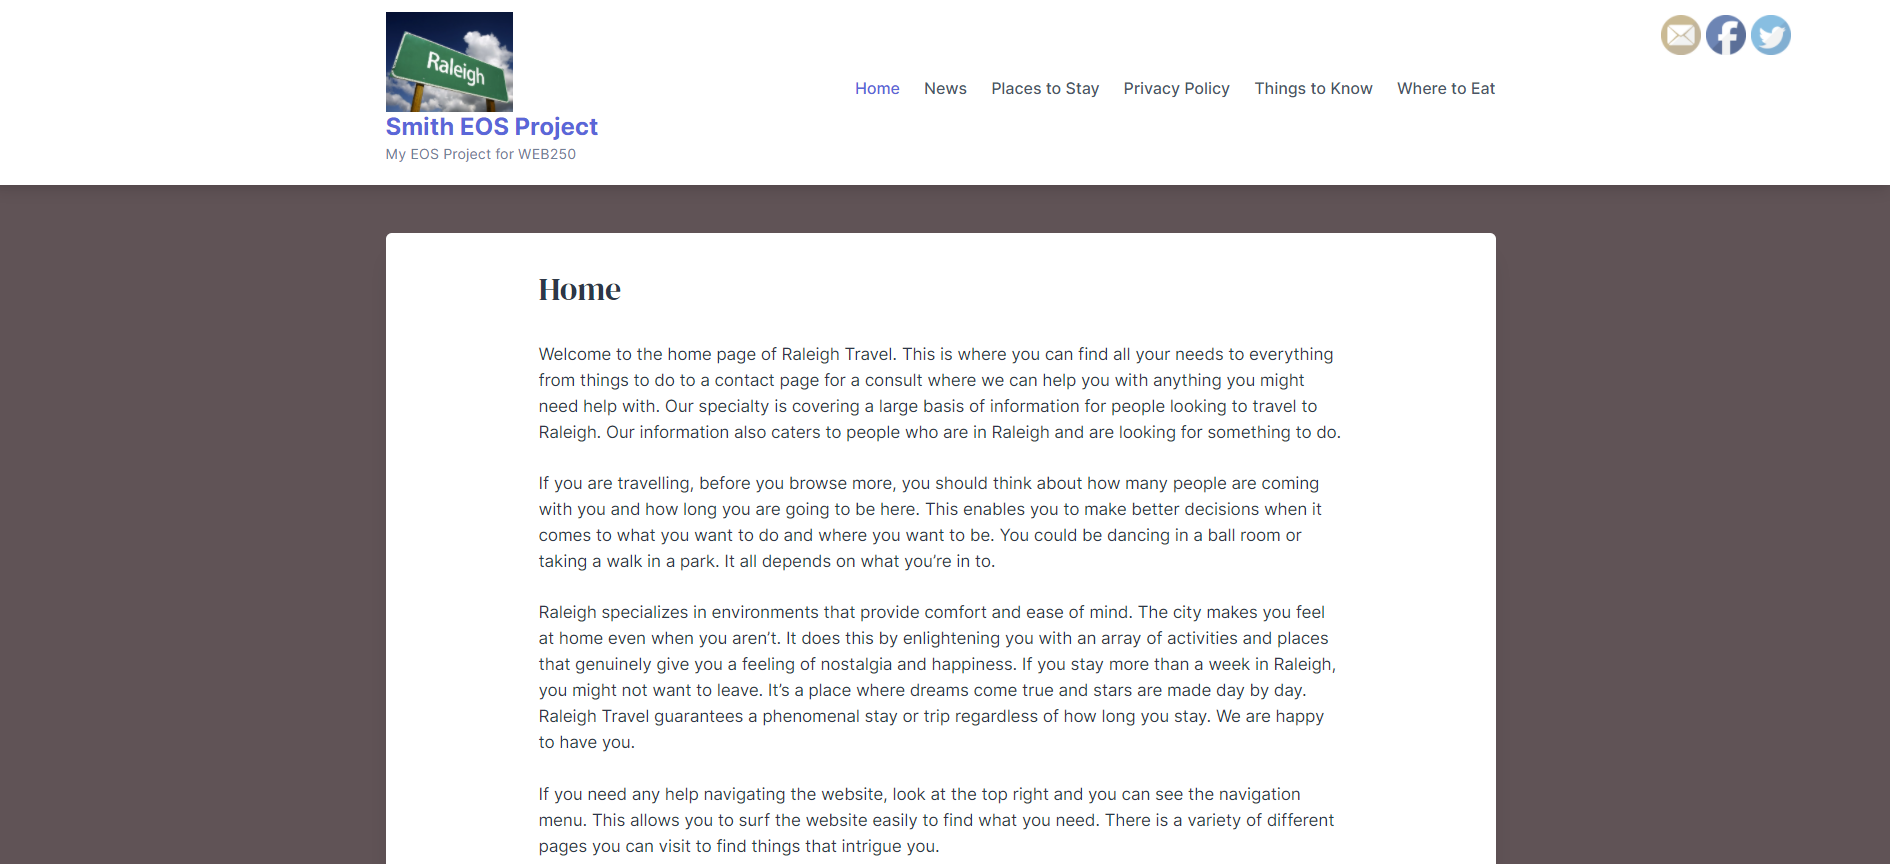 Raleigh
Smith EOS Project
My EOS Project for WEB250
Home News Places to Stay Privacy Policy Things to Know Where to Eat
Home
Welcome to the home page of Raleigh Travel. This is where you can find all your needs to everything
from things to do to a contact page for a consult where we can help you with anything you might
need help with. Our specialty is covering a large basis of information for people looking to travel to
Raleigh. Our information also caters to people who are in Raleigh and are looking for something to do.
If you are travelling, before you browse more, you should think about how many people are coming
with you and how long you are going to be here. This enables you to make better decisions when it
comes to what you want to do and where you want to be. You could be dancing in a ball room or
taking a walk in a park. It all depends on what you’re in to.
Raleigh specializes in environments that provide comfort and ease of mind. The city makes you feel
at home even when you aren’t. It does this by enlightening you with an array of activities and places
that genuinely give you a feeling of nostalgia and happiness. If you stay more than a week in Raleigh,
you might not want to leave. It’s a place where dreams come true and stars are made day by day.
Raleigh Travel guarantees a phenomenal stay or trip regardless of how long you stay. We are happy
to have you.
If you need any help navigating the website, look at the top right and you can see the navigation
menu. This allows you to surf the website easily to find what you need. There is a variety of different
pages you can visit to find things that intrigue you.